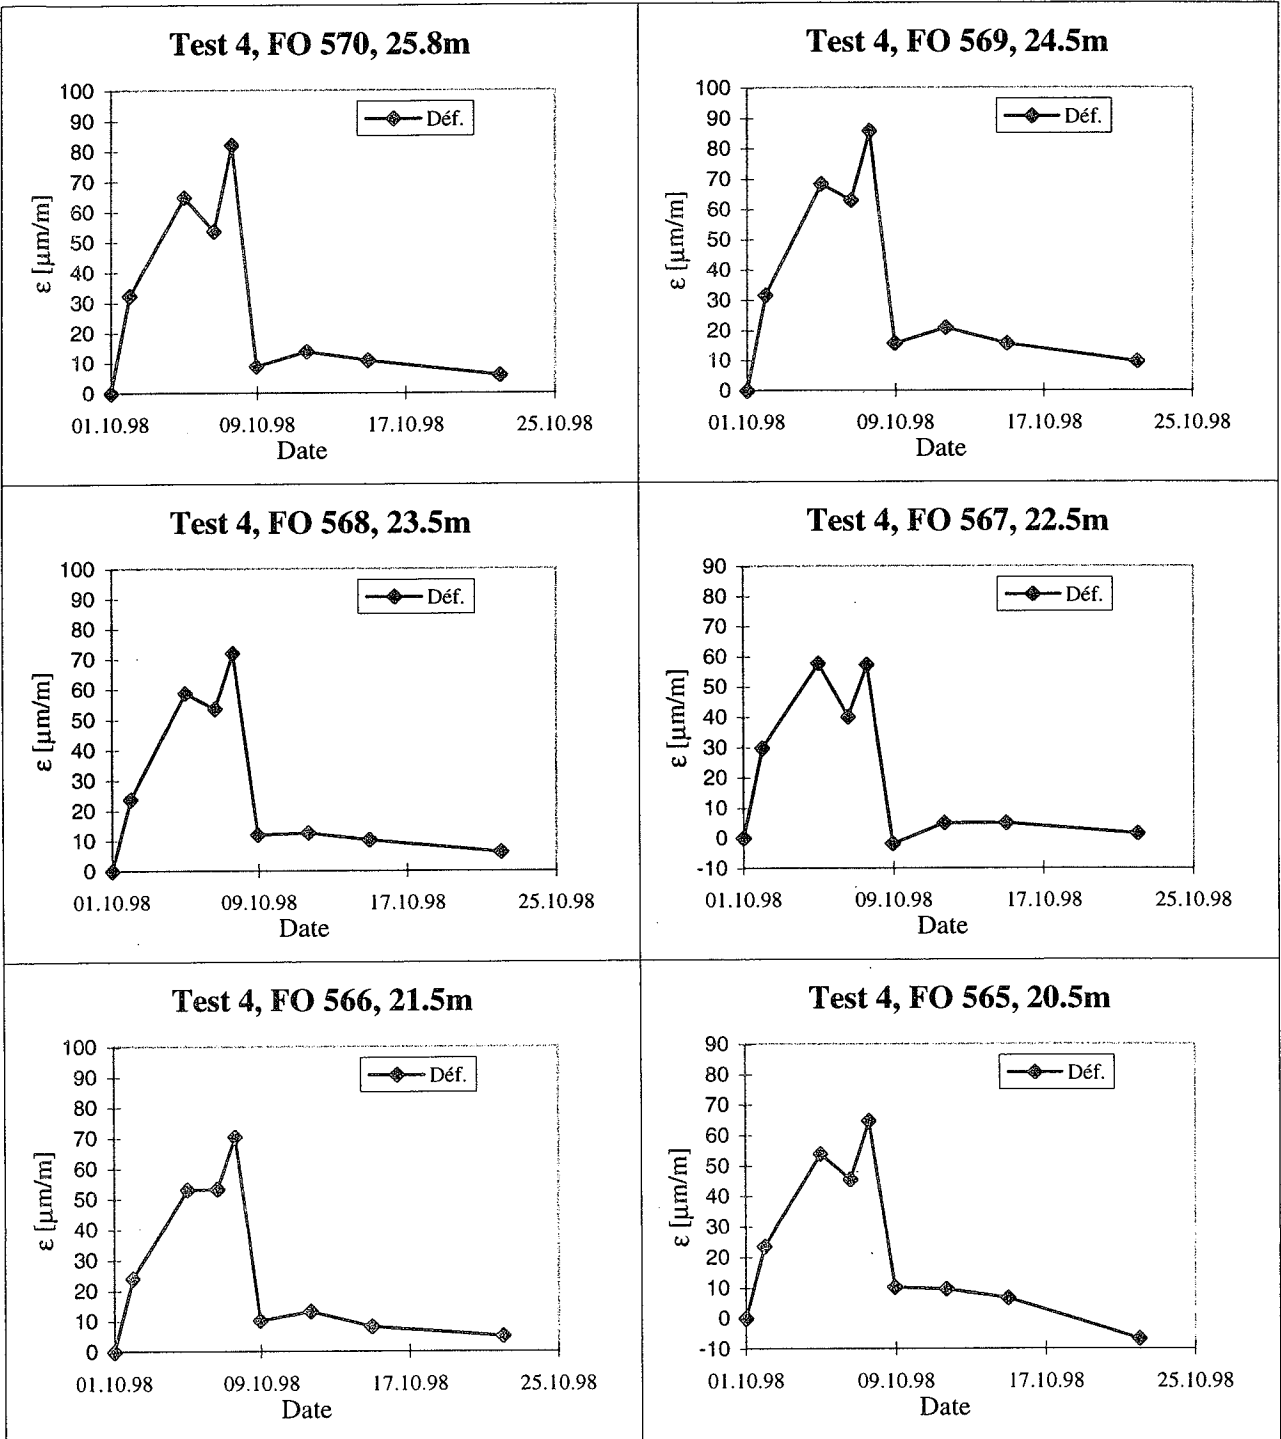 Test 4, FO 570, 25.8m
Déf.
100
90
80
70
60
50
40
30
20
10
0
ε [µm/m]
01.10.98 09.10.98 17.10.98 25.10.98
Date
Test 4, FO 569, 24.5m
Déf.
100
90
80
70
60
50
40
30
20
10
0
ε [µm/m]
01.10.98 09.10.98 17.10.98 25.10.98
Date
Test 4, FO 568, 23.5m
Déf.
100
90
80
70
60
50
40
30
20
10
0
ε [µm/m]
01.10.98 09.10.98 17.10.98 25.10.98
Date
Test 4, FO 567, 22.5m
Déf.
90
80
70
60
50
40
30
20
10
0
-10
ε [µm/m]
01.10.98 09.10.98 17.10.98 25.10.98
Date
Test 4, FO 566, 21.5m
Déf.
100
90
80
70
60
50
40
30
20
10
0
ε [µm/m]
01.10.98 09.10.98 17.10.98 25.10.98
Date
Test 4, FO 565, 20.5m
Déf.
90
80
70
60
50
40
30
20
10
0
-10
ε [µm/m]
01.10.98 09.10.98 17.10.98 25.10.98
Date